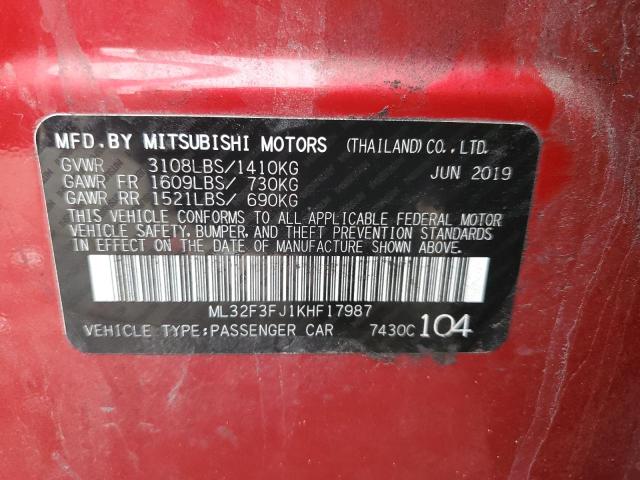 MFD. BY MITSUBISHI MOTORS (THAILAND) CO., LTD.
GVWR 3108LBS/1410KG JUN 2019
GAWR FR 1609LBS/ 730KG
GAWR RR 1521LBS/ 690KG
THIS VEHICLE CONFORMS TO ALL APPLICABLE FEDERAL MOTOR
VEHICLE SAFETY, BUMPER, AND THEFT PREVENTION STANDARDS
IN EFFECT ON THE DATE OF MANUFACTURE SHOWN ABOVE.
ML32F3FJ1KHF17987
VEHICLE TYPE:PASSENGER CAR 7430C 104